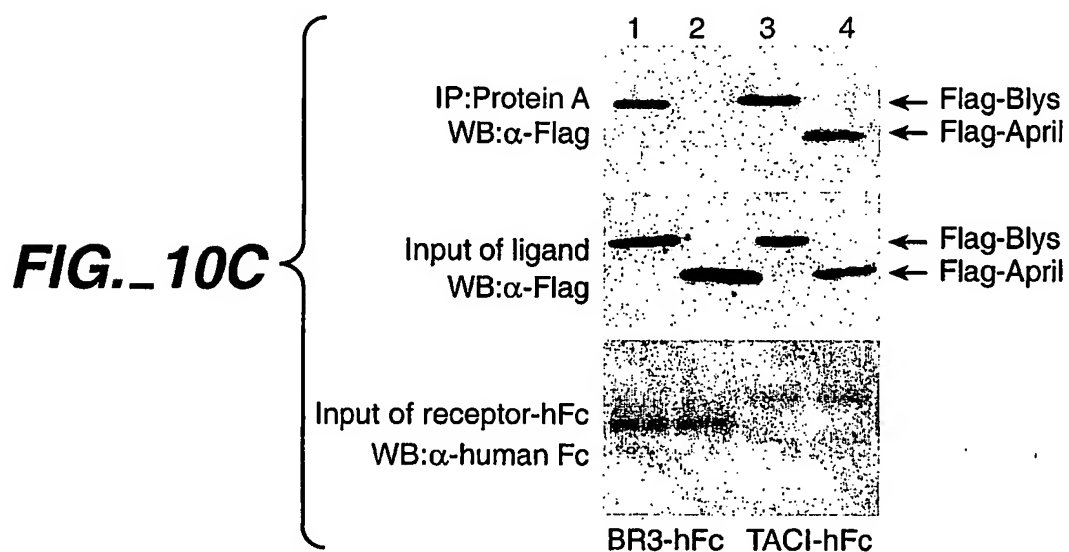 1 2 3 4
IP:Protein A
WB:α-Flag
← Flag-Blys
← Flag-April
FIG._10C
Input of ligand
WB:α-Flag
← Flag-Blys
← Flag-April
Input of receptor-hFc
WB:α-human Fc
BR3-hFc TACI-hFc